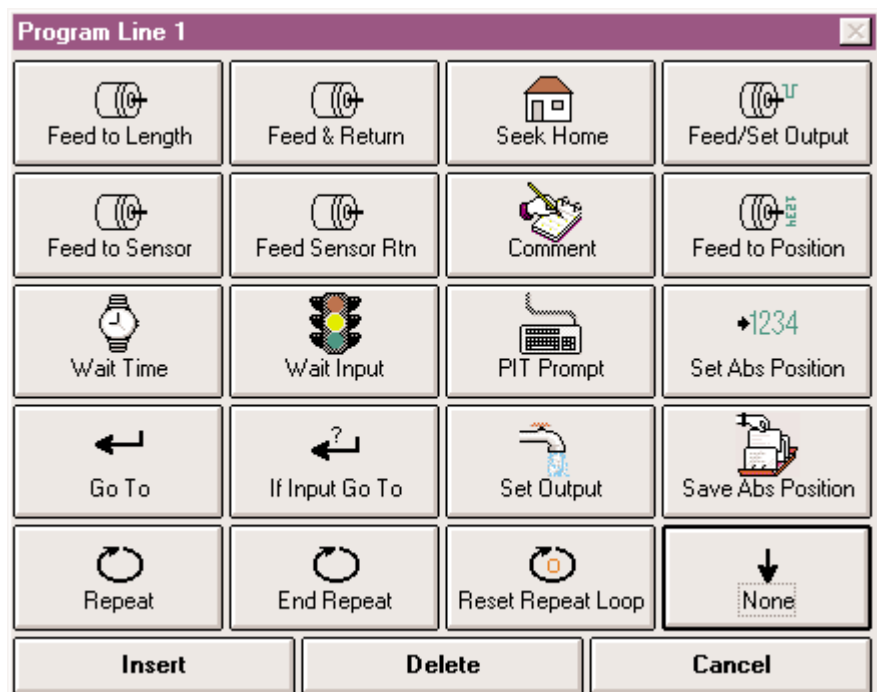 Program Line 1
Feed to Length
Feed & Return
Seek Home
Feed/Set Output
Feed to Sensor
Feed Sensor Rtn
Comment
1234
Feed to Position
Wait Time
Wait Input
PIT Prompt
1234
Set Abs Position
Go To
?
If Input Go To
Set Output
Save Abs Position
Repeat
End Repeat
0
Reset Repeat Loop
None
Insert
Delete
Cancel